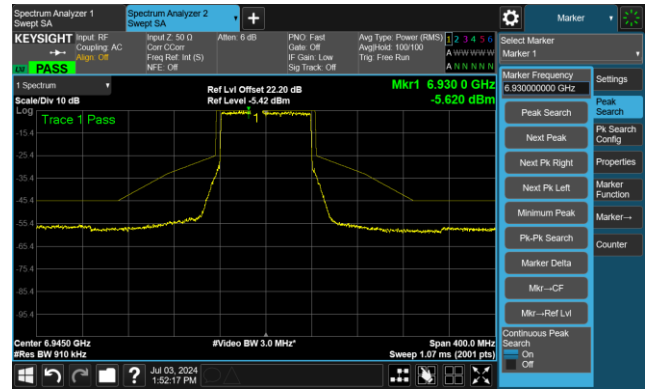 Spectrum Analyzer 1
Swept SA
Spectrum Analyzer 2
Swept SA
Marker
KEYSIGHT
Input: RF
Coupling: AC
Align: Off
Input Z: 50 Ω
Corr CCorr
Freq Ref: Int (S)
NFE: Off
Atten: 6 dB
PNO: Fast
Gate: Off
IF Gain: Low
Sig Track: Off
Avg Type: Power (RMS)
Avg|Hold: 100/100
Trig: Free Run
1 2 3 4 5 6
A W W W W W
A N N N N N
PASS
Select Marker
Marker 1
1 Spectrum
Scale/Div 10 dB
Ref Lvl Offset 22.20 dB
Ref Level -5.42 dBm
Mkr1 6.930 0 GHz
-5.620 dBm
Log
Trace 1 Pass
1
-15.4
-25.4
-35.4
-45.4
-55.4
-65.4
-75.4
-85.4
-95.4
Center 6.9450 GHz
#Res BW 910 kHz
#Video BW 3.0 MHz*
Span 400.0 MHz
Sweep 1.07 ms (2001 pts)
Marker Frequency
6.930000000 GHz
Peak Search
Next Peak
Next Pk Right
Next Pk Left
Minimum Peak
Pk-Pk Search
Marker Delta
Mkr→CF
Mkr→Ref Lvl
Continuous Peak
Search
On
Off
Settings
Peak
Search
Pk Search
Config
Properties
Marker
Function
Marker→
Counter
?
Jul 03, 2024
1:52:17 PM